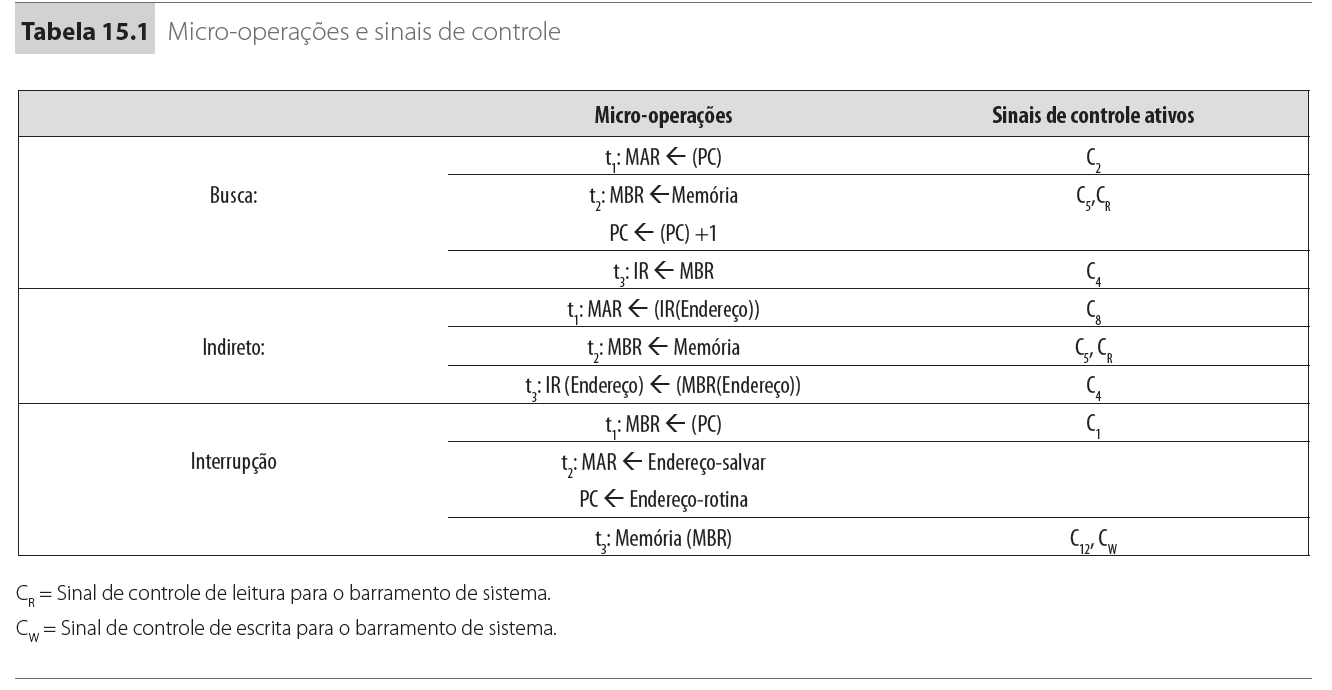 Tabela 15.1 Micro-operações e sinais de controle
Micro-operações Sinais de controle ativos
Busca:
t1: MAR ← (PC) C2
t2: MBR ←Memória C5,CR
PC ← (PC) +1
t3: IR ← MBR C4
Indireto:
t1: MAR ← (IR(Endereço)) C8
t2: MBR ← Memória C5, CR
t3: IR (Endereço) ← (MBR(Endereço)) C4
Interrupção
t1: MBR ← (PC) C1
t2: MAR ← Endereço-salvar
PC ← Endereço-rotina
t3: Memória (MBR) C12, CW
CR = Sinal de controle de leitura para o barramento de sistema.
CW = Sinal de controle de escrita para o barramento de sistema.